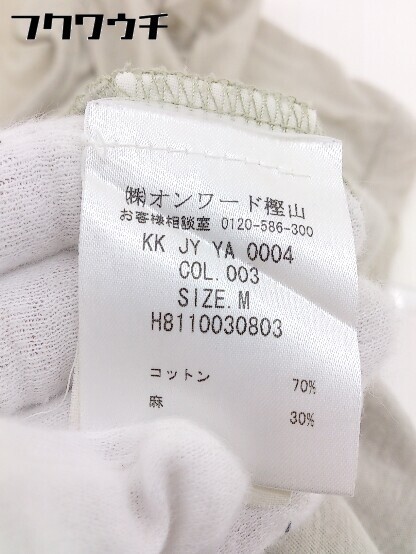 フクワウチ
㈱オンワード樫山
お客様相談室 0120-586-300
KK JY YA 0004
COL.003
SIZE.M
H8110030803
コットン 70%
麻 30%